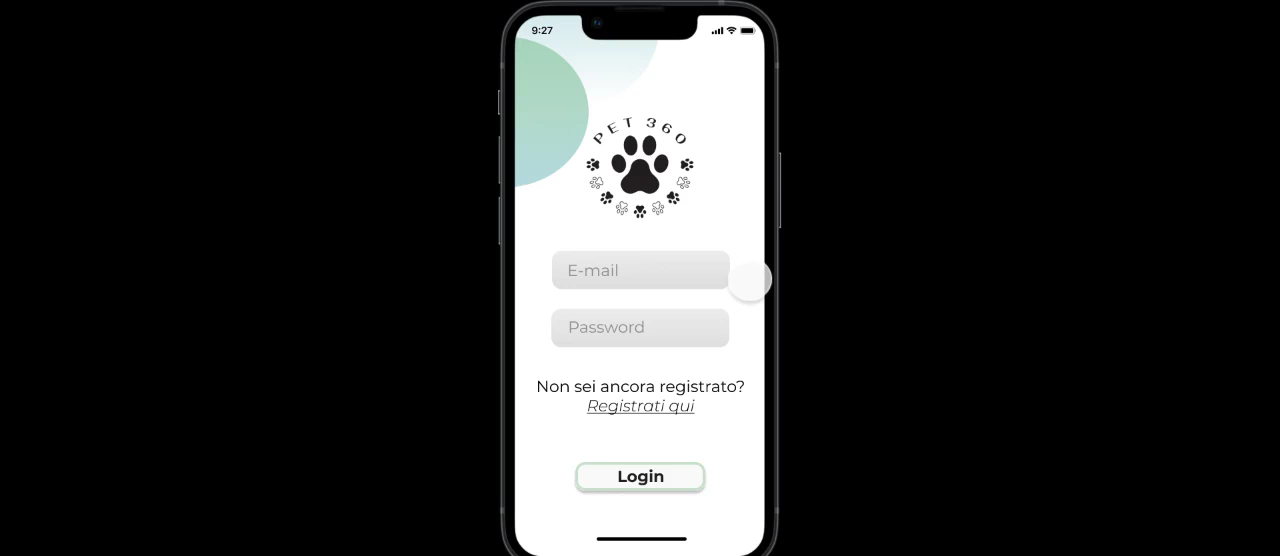 9:27
PET 360
E-mail
Password
Non sei ancora registrato?
Registrati qui
Login